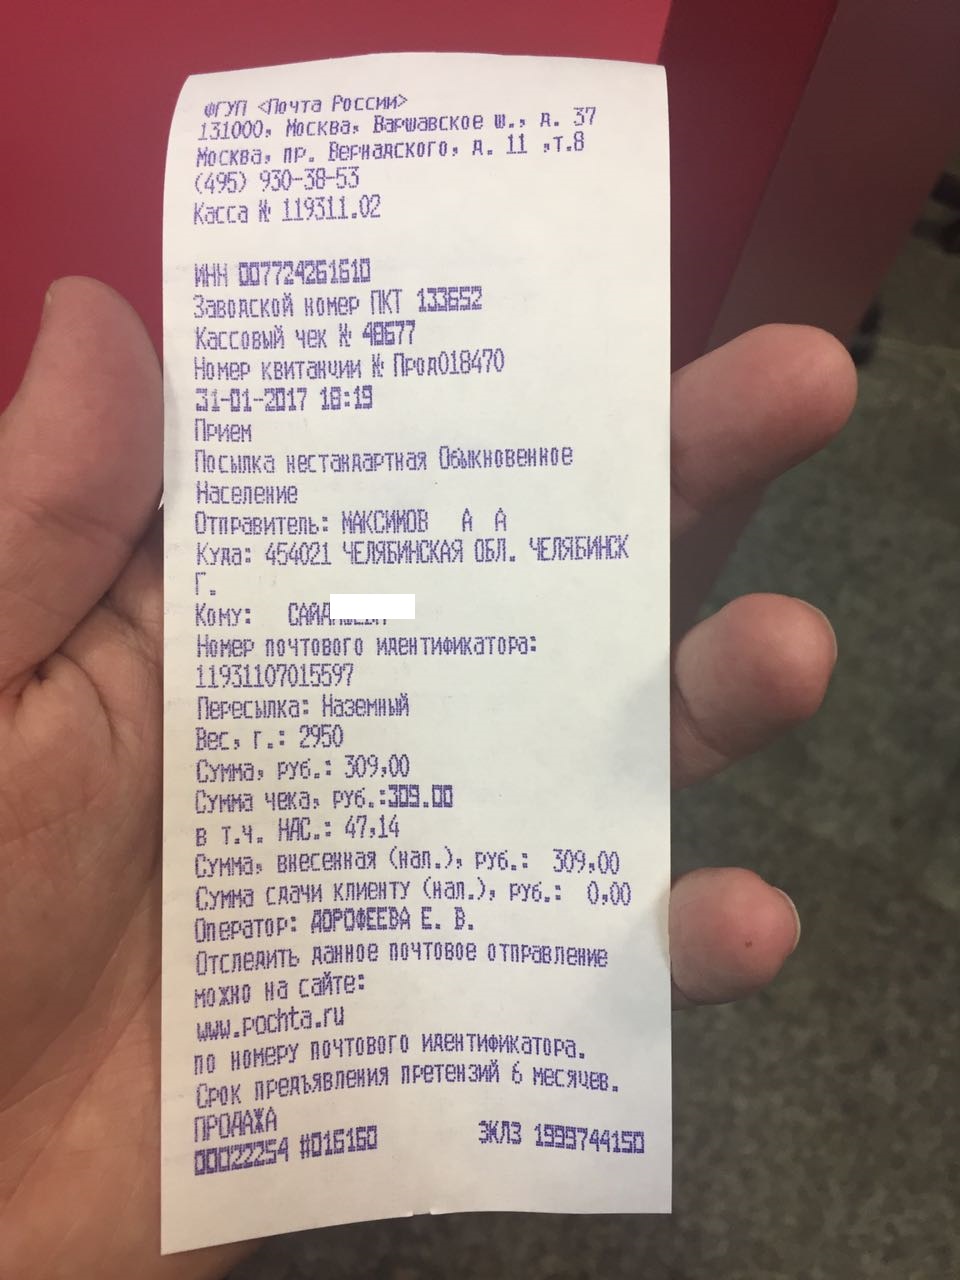 ФГУП <Почта России>
131000, Москва, Варшавское ш., д. 37
Москва, пр. Вернадского, д. 11 ,т.8
(495) 930-38-53
Касса № 119311.02
ИНН 007724261610
Заводской номер ПКТ 133652
Кассовый чек № 48677
Номер квитанции № Прод018470
31-01-2017 18:19
Прием
Посылка нестандартная Обыкновенное
Население
Отправитель: МАКСИМОВ А А
Куда: 454021 ЧЕЛЯБИНСКАЯ ОБЛ. ЧЕЛЯБИНСК
Г.
Кому:
Номер почтового идентификатора:
11931107015597
Пересылка: Наземный
Вес, г.: 2950
Сумма, руб.: 309,00
Сумма чека, руб.:309.00
в т.ч. НДС.: 47,14
Сумма, внесенная (нал.), руб.: 309,00
Сумма сдачи клиенту (нал.), руб.: 0,00
Оператор: ДОРОФЕЕВА Е. В.
Отследить данное почтовое отправление
можно на сайте:
www.pochta.ru
по номеру почтового идентификатора.
Срок предъявления претензий 6 месяцев.
ПРОДАЖА
00022254 #016160 ЭКЛЗ 1999744150